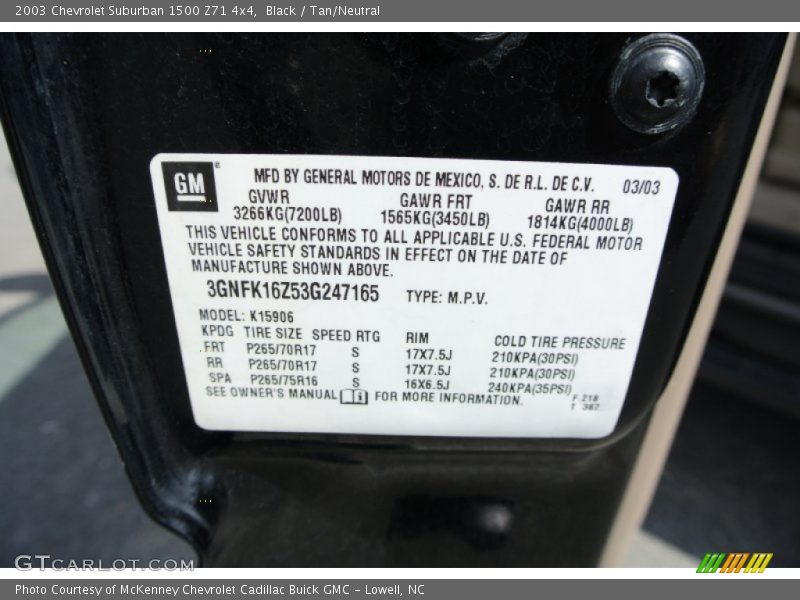 2003 Chevrolet Suburban 1500 Z71 4x4, Black / Tan/Neutral
GM
MFD BY GENERAL MOTORS DE MEXICO, S. DE R.L. DE C.V. 03/03
GVWR GAWR FRT GAWR RR
3266KG(7200LB) 1565KG(3450LB) 1814KG(4000LB)
THIS VEHICLE CONFORMS TO ALL APPLICABLE U.S. FEDERAL MOTOR
VEHICLE SAFETY STANDARDS IN EFFECT ON THE DATE OF
MANUFACTURE SHOWN ABOVE.
3GNFK16Z53G247165 TYPE: M.P.V.
MODEL: K15906
KPDG TIRE SIZE SPEED RTG RIM COLD TIRE PRESSURE
FRT P265/70R17 S 17X7.5J 210KPA(30PSI)
RR P265/70R17 S 17X7.5J 210KPA(30PSI)
SPA P265/75R16 S 16X6.5J 240KPA(35PSI)
SEE OWNER'S MANUAL FOR MORE INFORMATION.
F 218
T 367
GTCARLOT.COM
Photo Courtesy of McKenney Chevrolet Cadillac Buick GMC - Lowell, NC